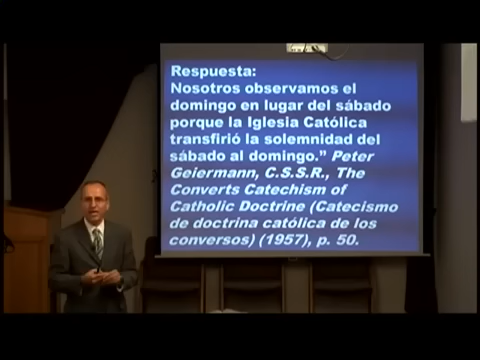 Respuesta:
Nosotros observamos el
domingo en lugar del sábado
porque la Iglesia Católica
transfirió la solemnidad del
sábado al domingo.” Peter
Geiermann, C.S.S.R., The
Converts Catechism of
Catholic Doctrine (Catecismo
de doctrina católica de los
conversos) (1957), p. 50.